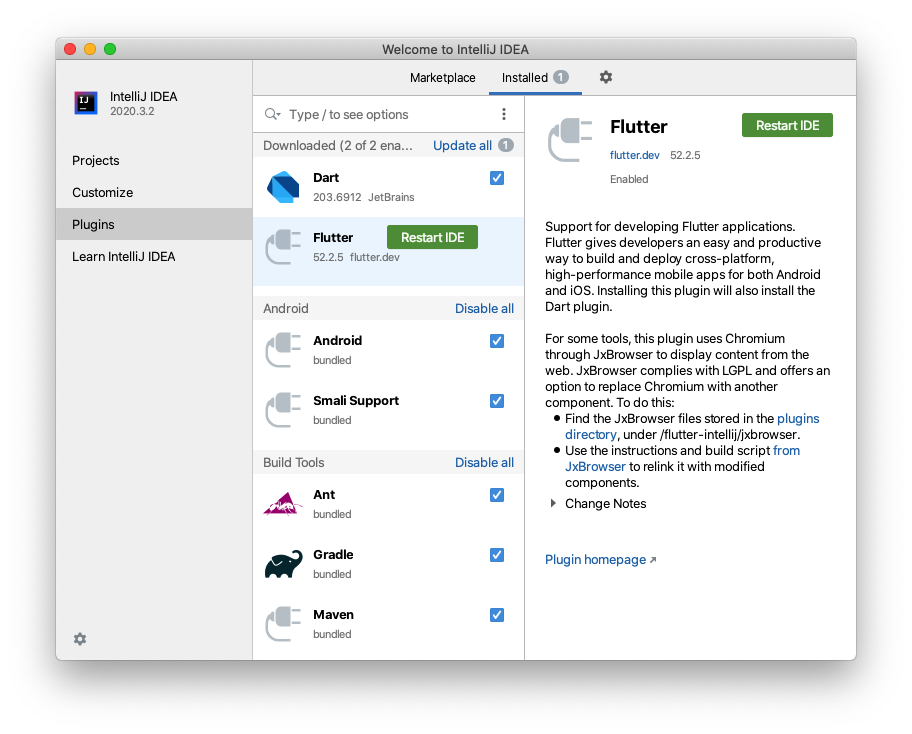 Welcome to IntelliJ IDEA
IJ
IntelliJ IDEA
2020.3.2
Projects
Customize
Plugins
Learn IntelliJ IDEA
Marketplace
Installed 1
Type / to see options
Downloaded (2 of 2 ena... Update all 1
Dart
203.6912 JetBrains
Flutter Restart IDE
52.2.5 flutter.dev
Android Disable all
Android
bundled
Smali Support
bundled
Build Tools Disable all
Ant
bundled
Gradle
bundled
Maven
bundled
Flutter Restart IDE
flutter.dev 52.2.5
Enabled
Support for developing Flutter applications.
Flutter gives developers an easy and productive
way to build and deploy cross-platform,
high-performance mobile apps for both Android
and iOS. Installing this plugin will also install the
Dart plugin.
For some tools, this plugin uses Chromium
through JxBrowser to display content from the
web. JxBrowser complies with LGPL and offers an
option to replace Chromium with another
component. To do this:
• Find the JxBrowser files stored in the plugins
directory, under /flutter-intellij/jxbrowser.
• Use the instructions and build script from
JxBrowser to relink it with modified
components.
Change Notes
Plugin homepage ↗